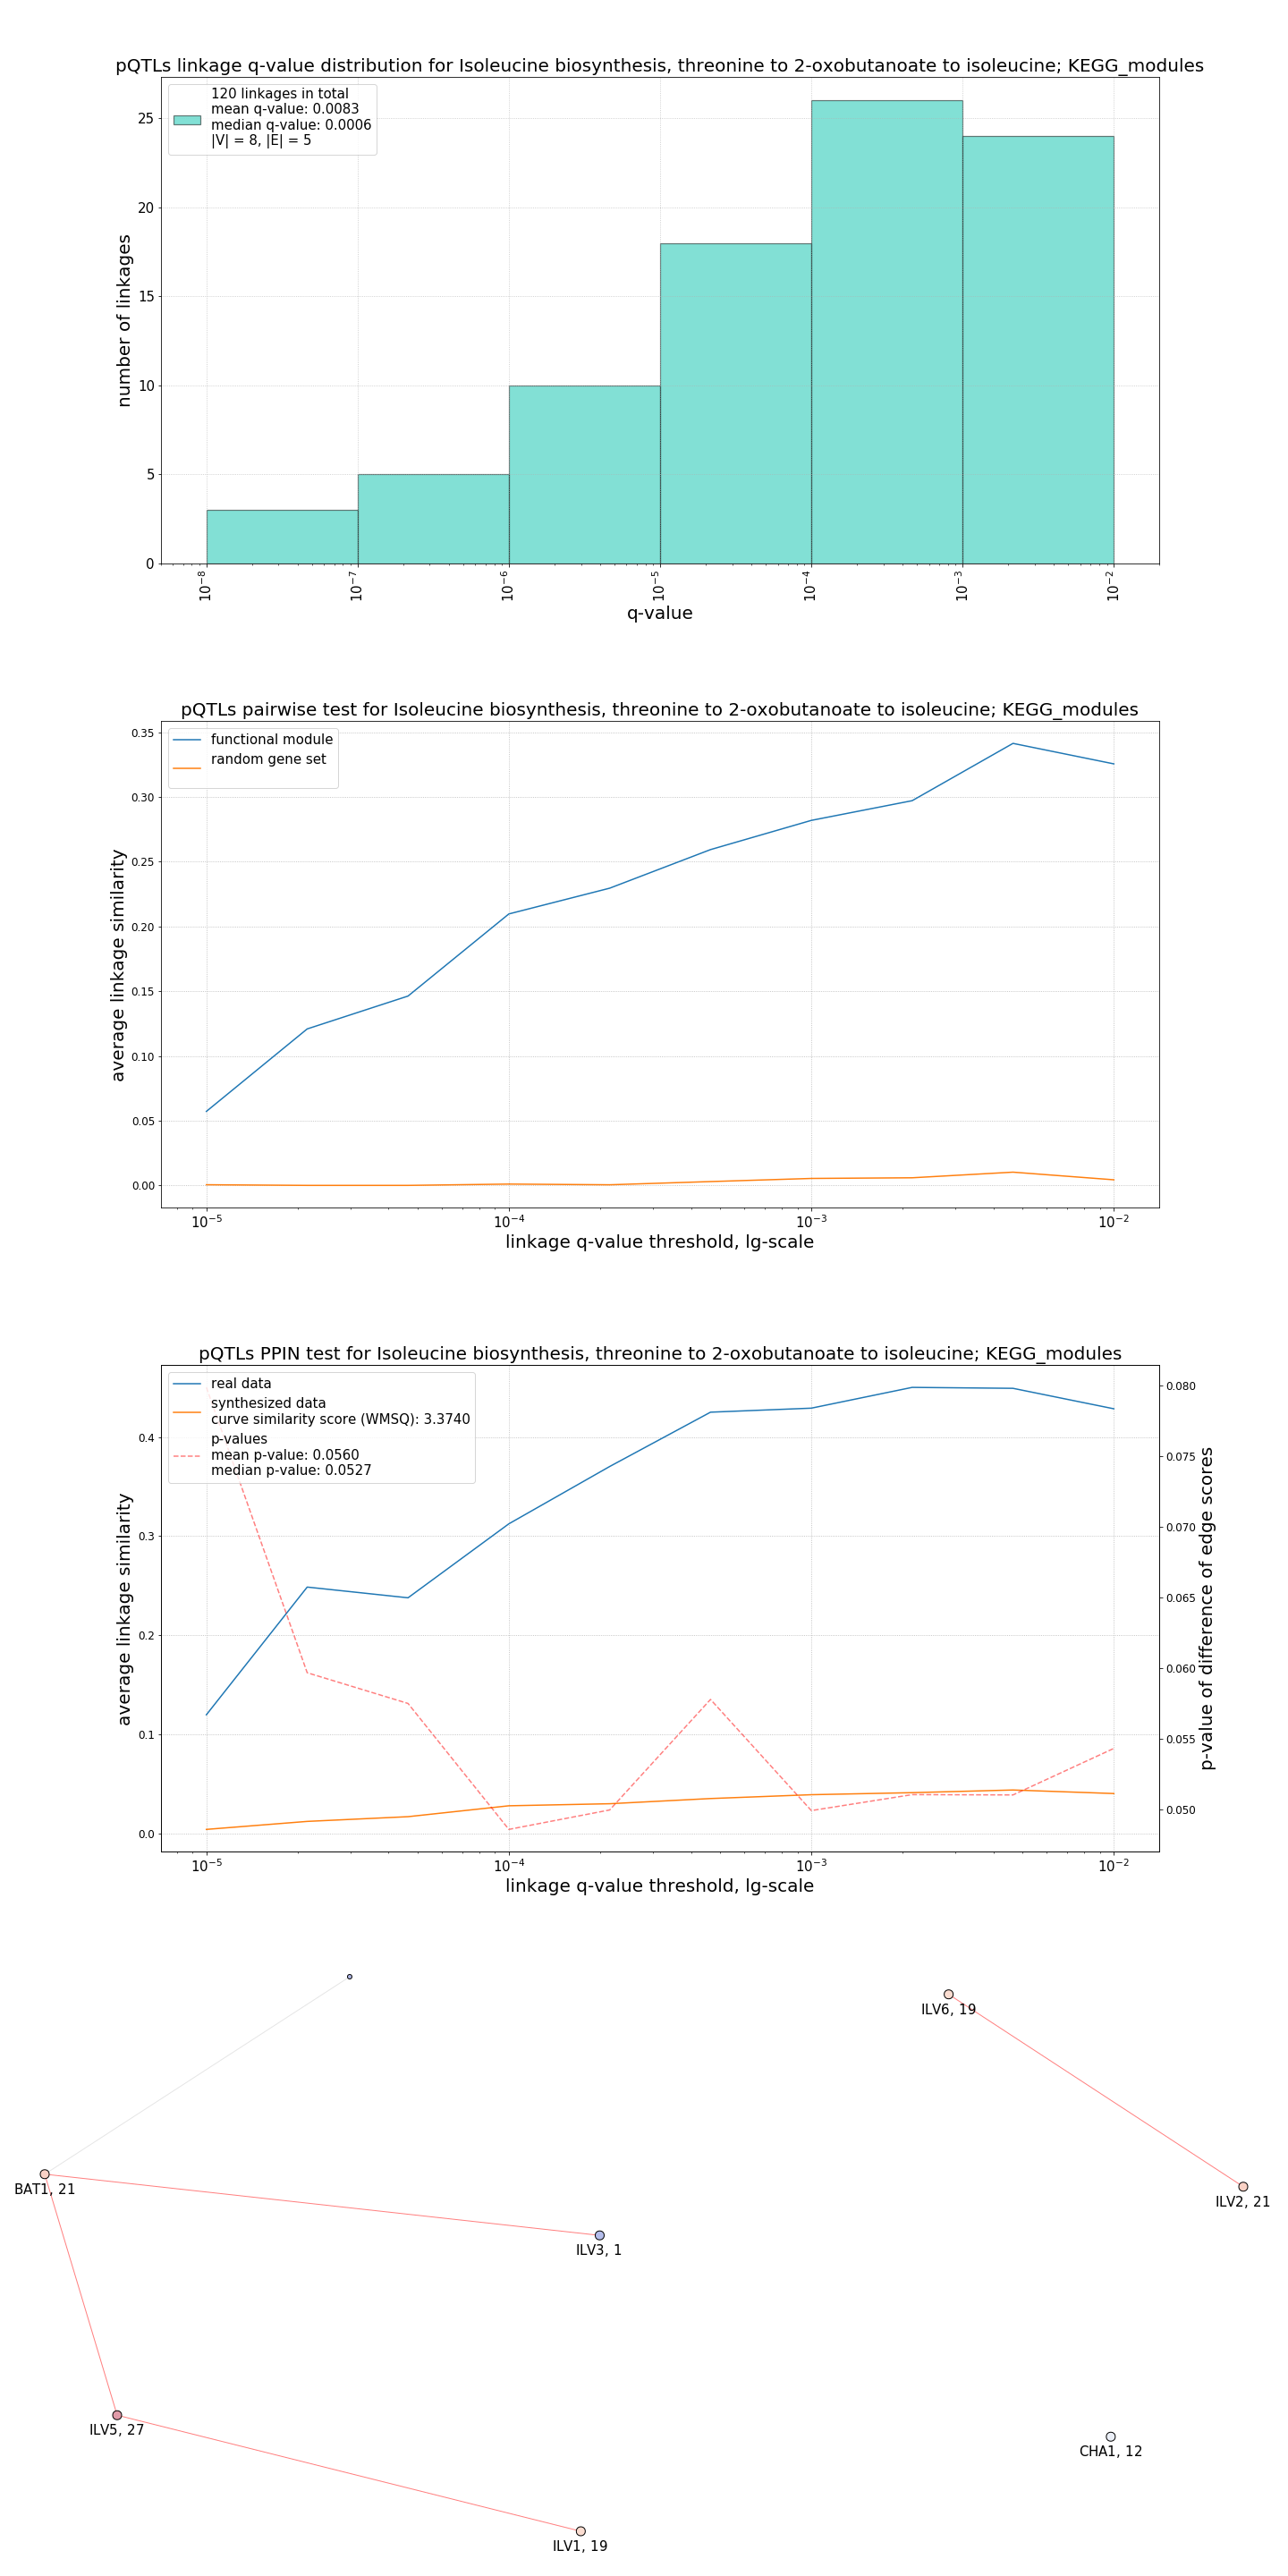 pQTLs linkage q-value distribution for Isoleucine biosynthesis, threonine to 2-oxobutanoate to isoleucine; KEGG_modules
120 linkages in total
mean q-value: 0.0083
median q-value: 0.0006
|V| = 8, |E| = 5
number of linkages
25
20
15
10
5
0
10⁻⁸ 10⁻⁷ 10⁻⁶ 10⁻⁵ 10⁻⁴ 10⁻³ 10⁻²
q-value
pQTLs pairwise test for Isoleucine biosynthesis, threonine to 2-oxobutanoate to isoleucine; KEGG_modules
functional module
random gene set
average linkage similarity
0.35
0.30
0.25
0.20
0.15
0.10
0.05
0.00
10⁻⁵ 10⁻⁴ 10⁻³ 10⁻²
linkage q-value threshold, lg-scale
pQTLs PPIN test for Isoleucine biosynthesis, threonine to 2-oxobutanoate to isoleucine; KEGG_modules
real data
synthesized data
curve similarity score (WMSQ): 3.3740
p-values
mean p-value: 0.0560
median p-value: 0.0527
average linkage similarity
0.4
0.3
0.2
0.1
0.0
0.080
0.075
0.070
0.065
0.060
0.055
0.050
p-value of difference of edge scores
10⁻⁵ 10⁻⁴ 10⁻³ 10⁻²
linkage q-value threshold, lg-scale
ILV6, 19
BAT1, 21
ILV2, 21
ILV3, 1
ILV5, 27
CHA1, 12
ILV1, 19